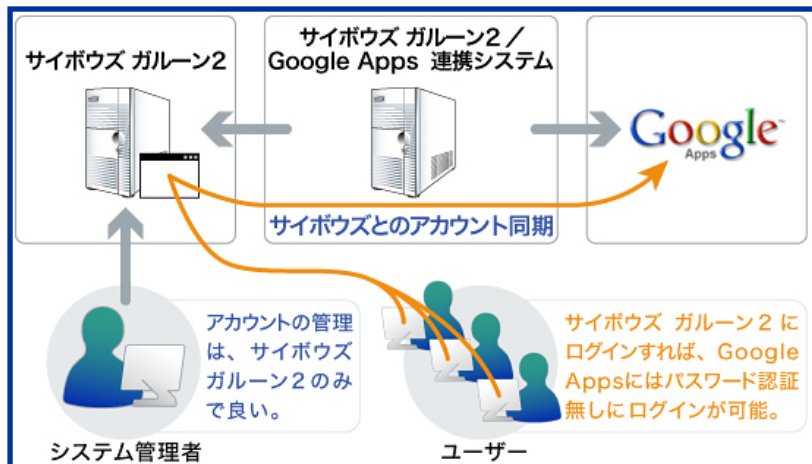 サイボウズ ガルーン2
サイボウズ ガルーン2／
Google Apps 連携システム
Google™
Apps
サイボウズとのアカウント同期
アカウントの管理
は、サイボウズ
ガルーン2のみ
で良い。
システム管理者
サイボウズ ガルーン2に
ログインすれば、Google
Appsにはパスワード認証
無しにログインが可能。
ユーザー